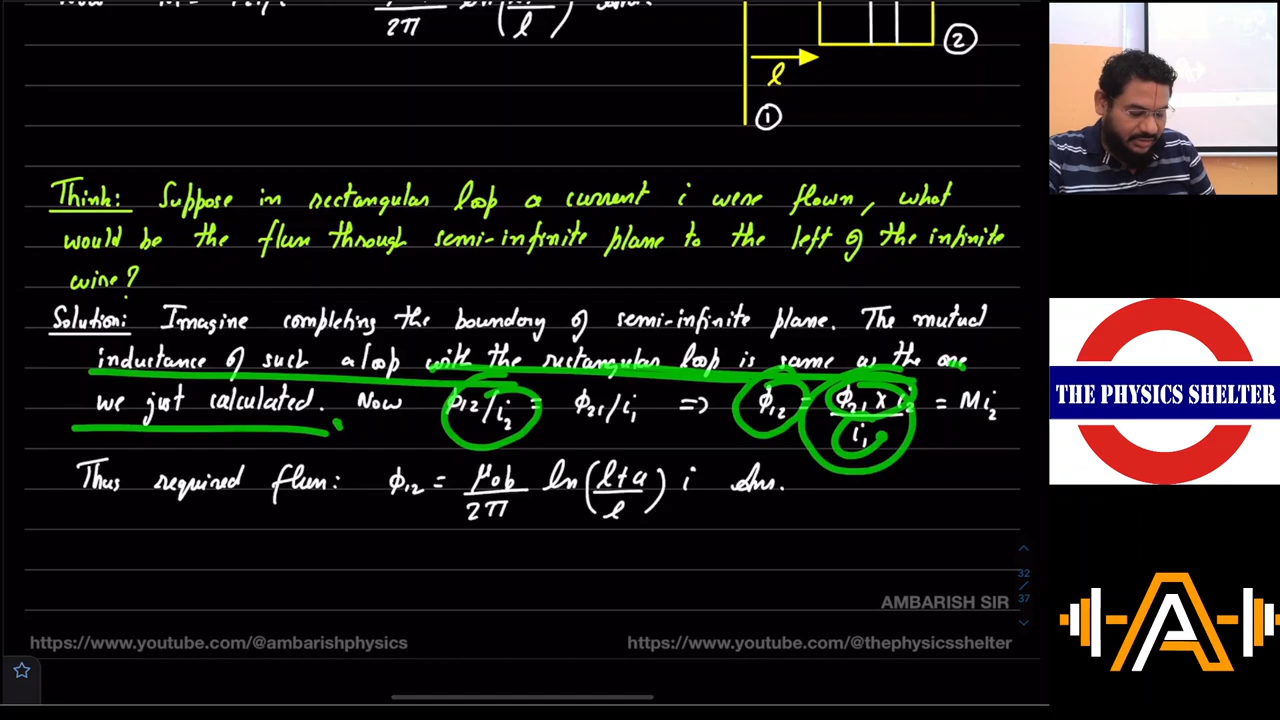 2π
l
②
l
①
Think: Suppose in rectangular loop a current i were flown, what
would be the flux through semi-infinite plane to the left of the infinite
wire?
Solution: Imagine completing the boundary of semi-infinite plane. The mutual
inductance of such a loop with the rectangular loop is same as the one
we just calculated. Now ϕ12/i2 = ϕ21/i1 ⇒ ϕ12 = ϕ21 × i2 / i1 = Mi2
Thus required flux: ϕ12 = μob/2π ln((l+a)/l) i Ans.
THE PHYSICS SHELTER
32
37
AMBARISH SIR
https://www.youtube.com/@ambarishphysics
https://www.youtube.com/@thephysicsshelter